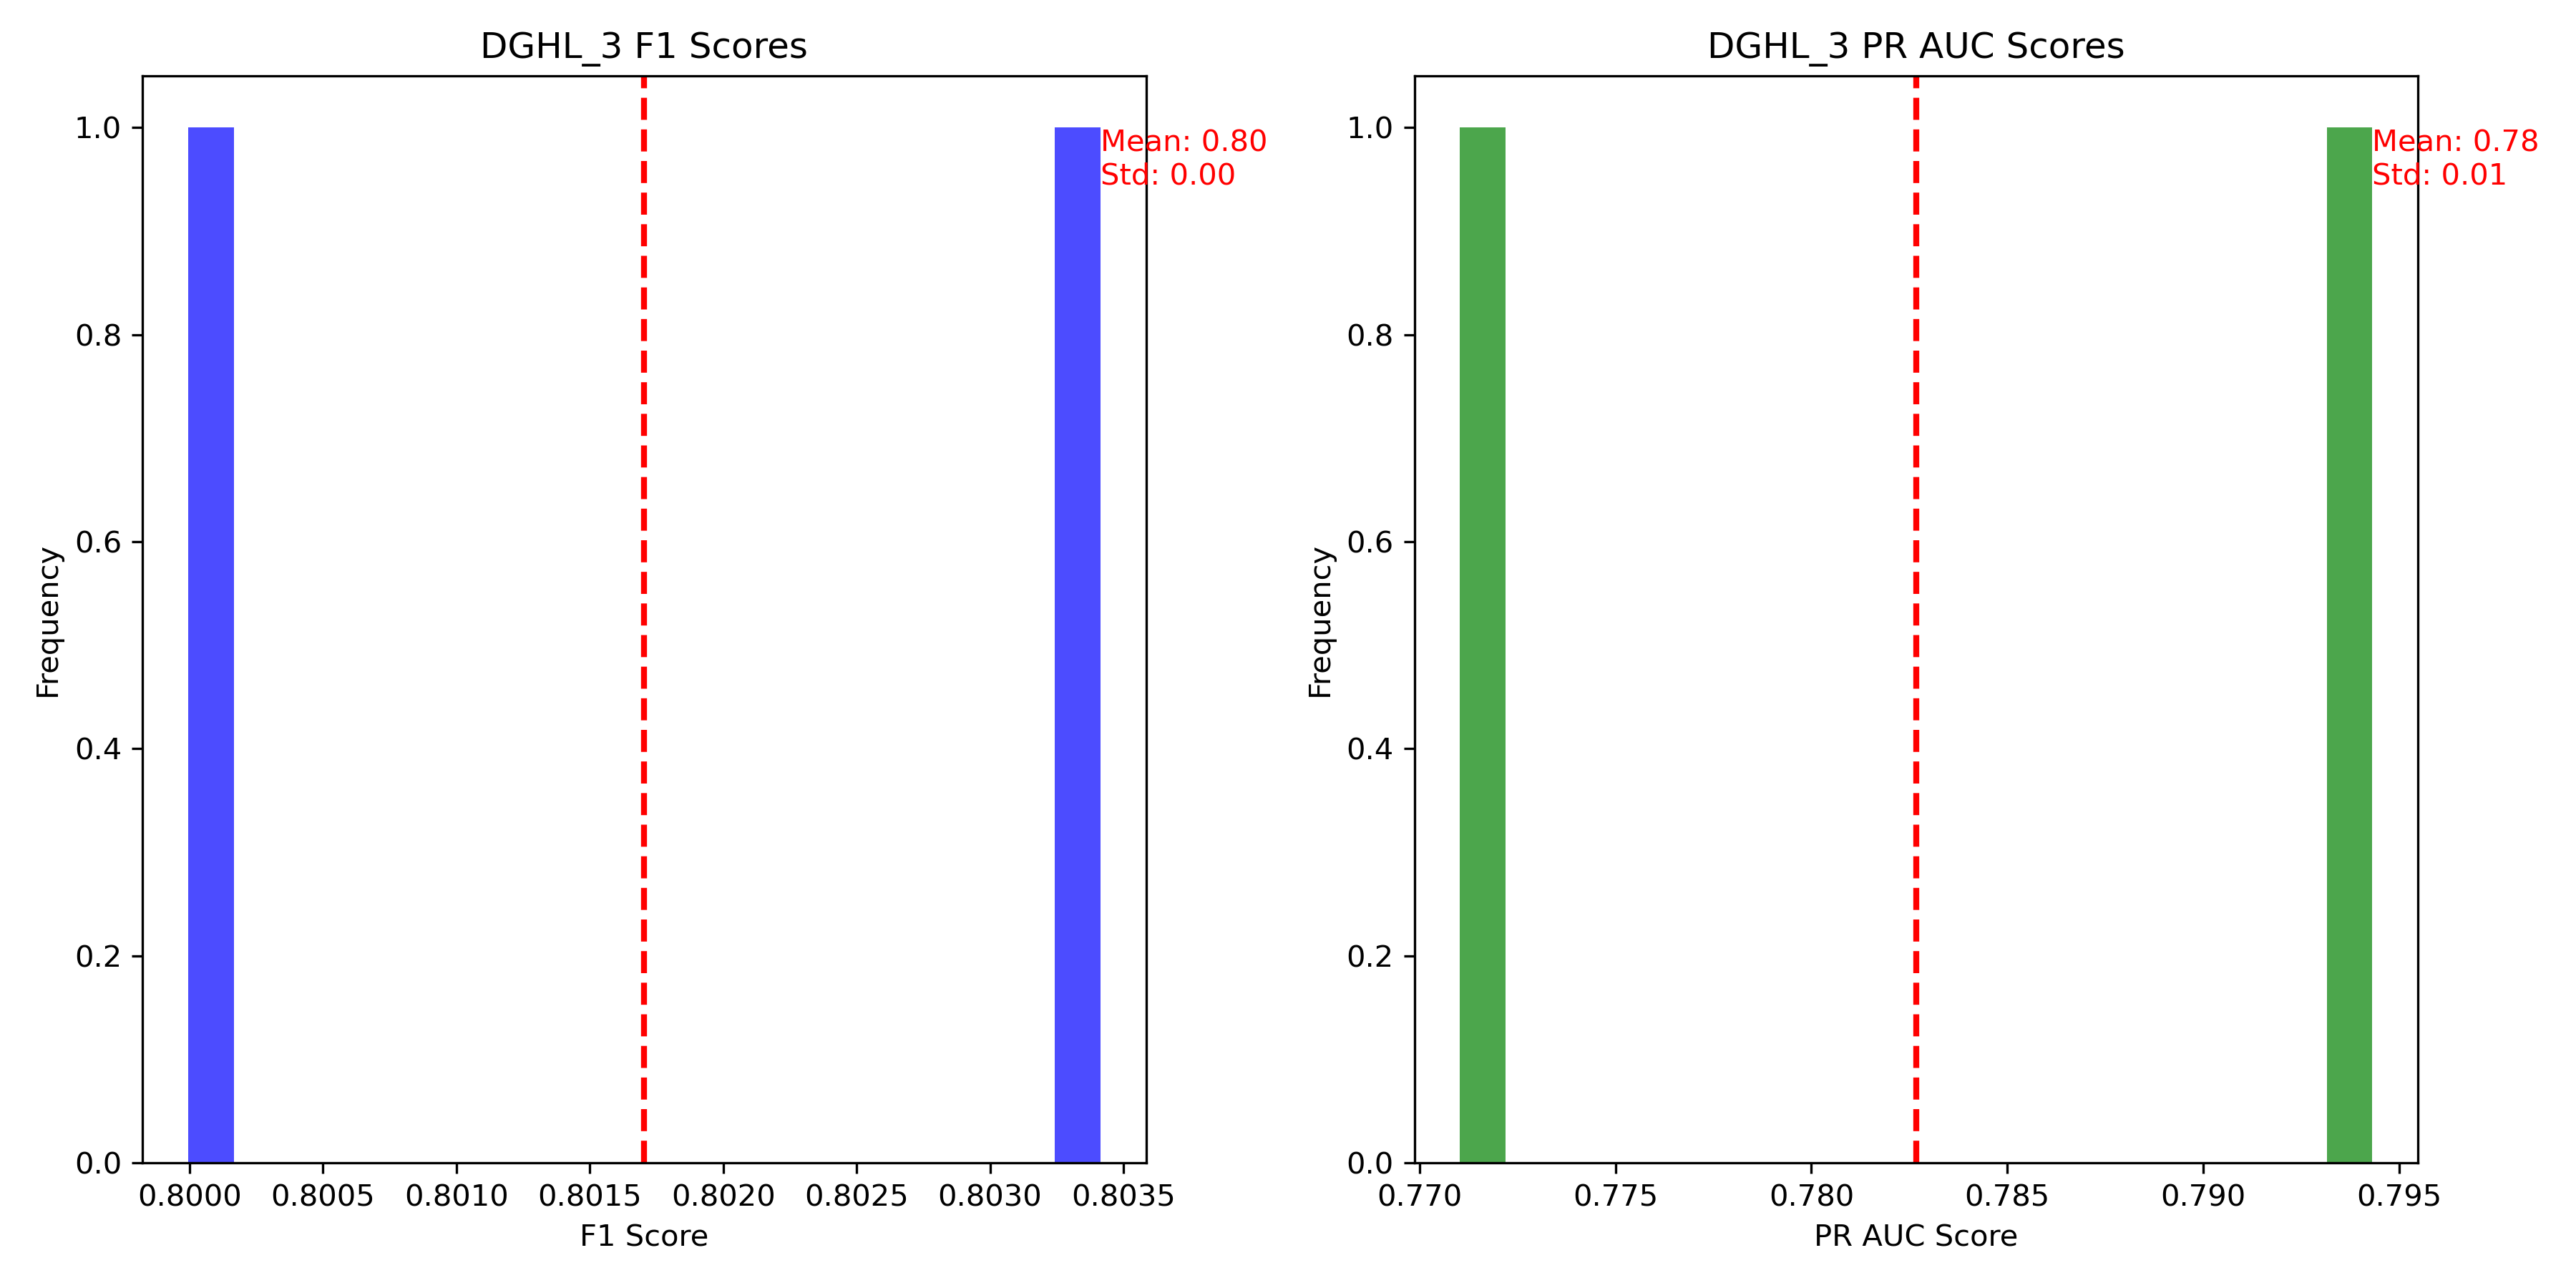 DGHL_3 F1 Scores
1.0
0.8
0.6
0.4
0.2
0.0
Frequency
Mean: 0.80
Std: 0.00
0.8000 0.8005 0.8010 0.8015 0.8020 0.8025 0.8030 0.8035
F1 Score
DGHL_3 PR AUC Scores
1.0
0.8
0.6
0.4
0.2
0.0
Frequency
Mean: 0.78
Std: 0.01
0.770 0.775 0.780 0.785 0.790 0.795
PR AUC Score